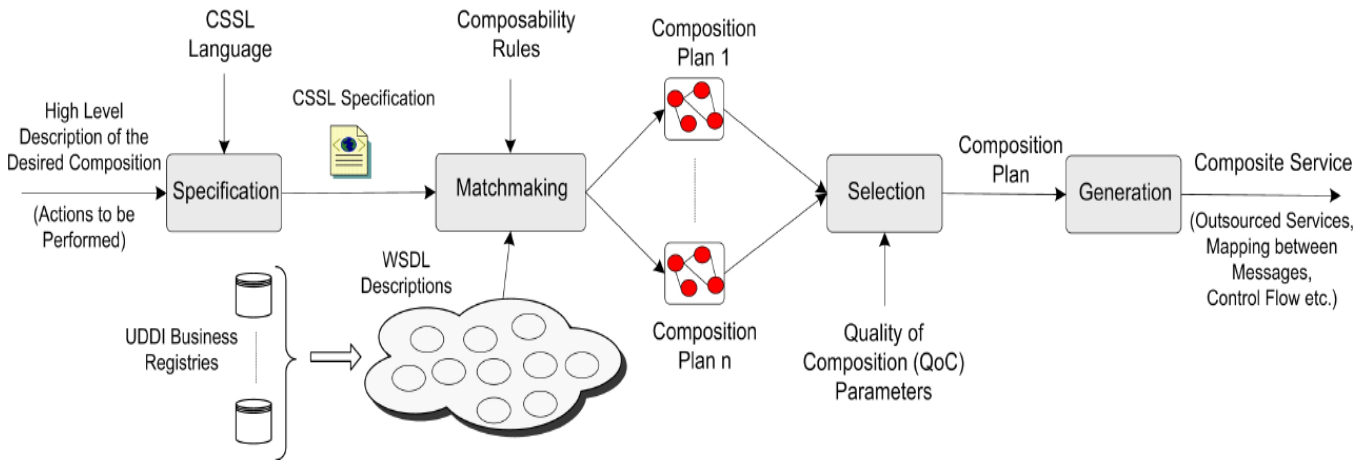 CSSL
Language
Composability
Rules
Composition
Plan 1
High Level
Description of the
Desired Composition
CSSL Specification
Specification
Matchmaking
Selection
Composition
Plan
Generation
Composite Service
(Actions to be
Performed)
(Outsourced Services,
Mapping between
Messages,
Control Flow etc.)
WSDL
Descriptions
UDDI Business
Registries
Composition
Plan n
Quality of
Composition (QoC)
Parameters